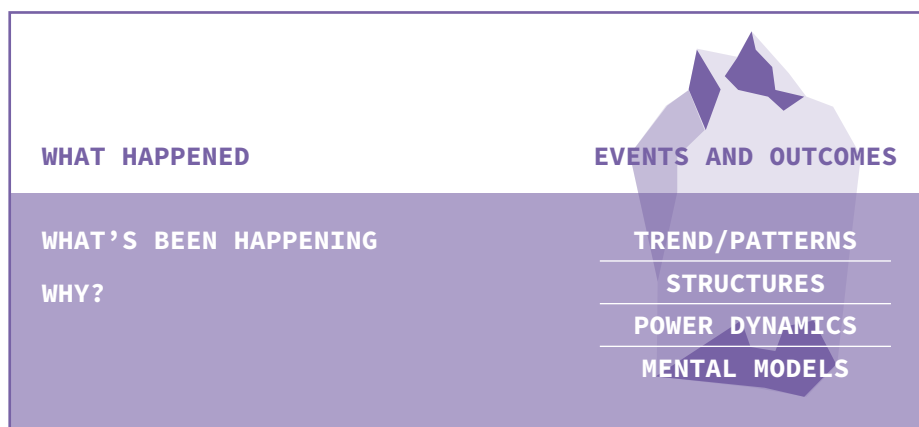 WHAT HAPPENED
EVENTS AND OUTCOMES
WHAT’S BEEN HAPPENING
WHY?
TREND/PATTERNS
STRUCTURES
POWER DYNAMICS
MENTAL MODELS